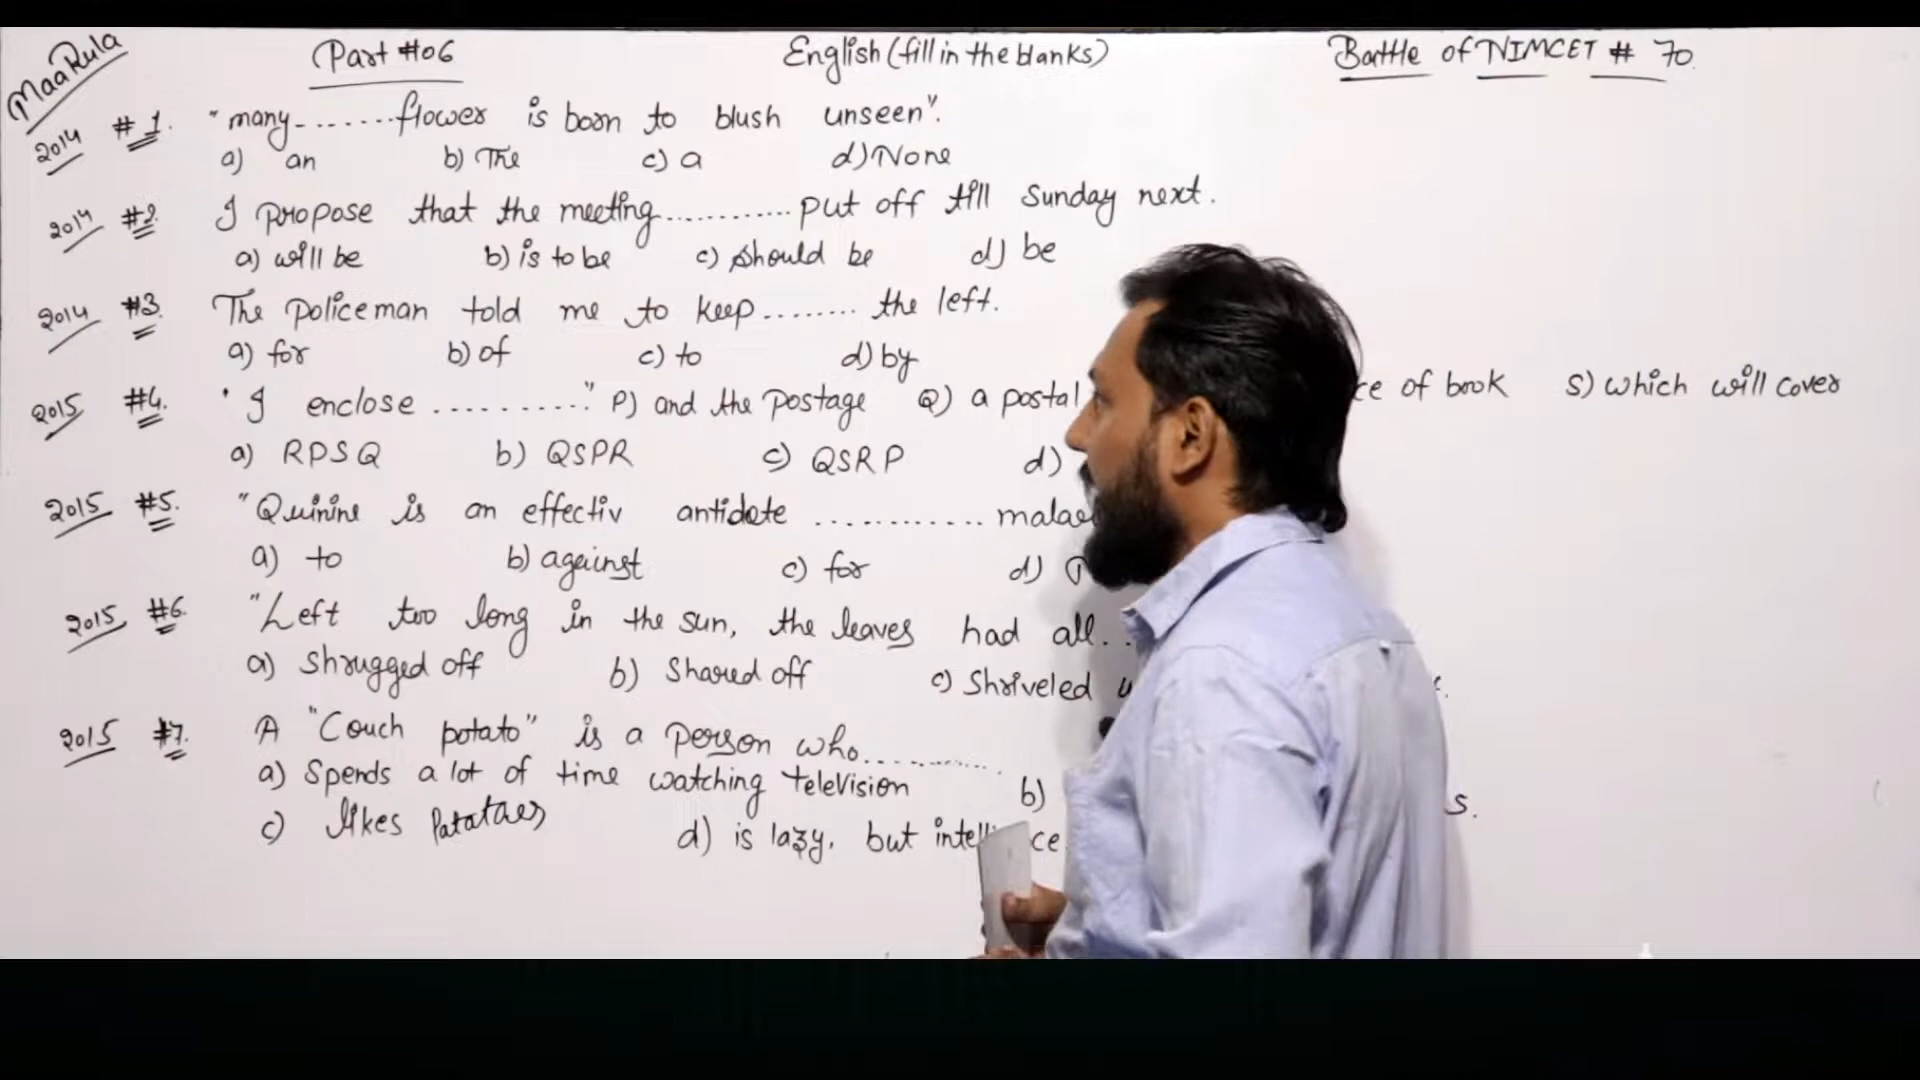 MaaRula
Part #06 English (fill in the blanks) Battle of NIMCET # 70
2014 #1. "many.......flower is born to blush unseen".
a) an b) The c) a d) None
2014 #2. I propose that the meeting............put off till Sunday next.
a) will be b) is to be c) should be d) be
2014 #3. The policeman told me to keep........ the left.
a) for b) of c) to d) by
2015 #4. "I enclose .........." P) and the Postage Q) a postal of book S) which will cover
a) RPSQ b) QSPR c) QSRP d)
2015 #5. "Quinine is an effectiv antidote ............
a) to b) against c) for d)
2015 #6. "Left too long in the sun, the leaves had all..
a) Shrugged off b) Shared off c) Shriveled
2015 #7. A "Couch potato" is a person who............
a) Spends a lot of time watching teleVision b) s.
c) likes Patatoes d) is lazy, but